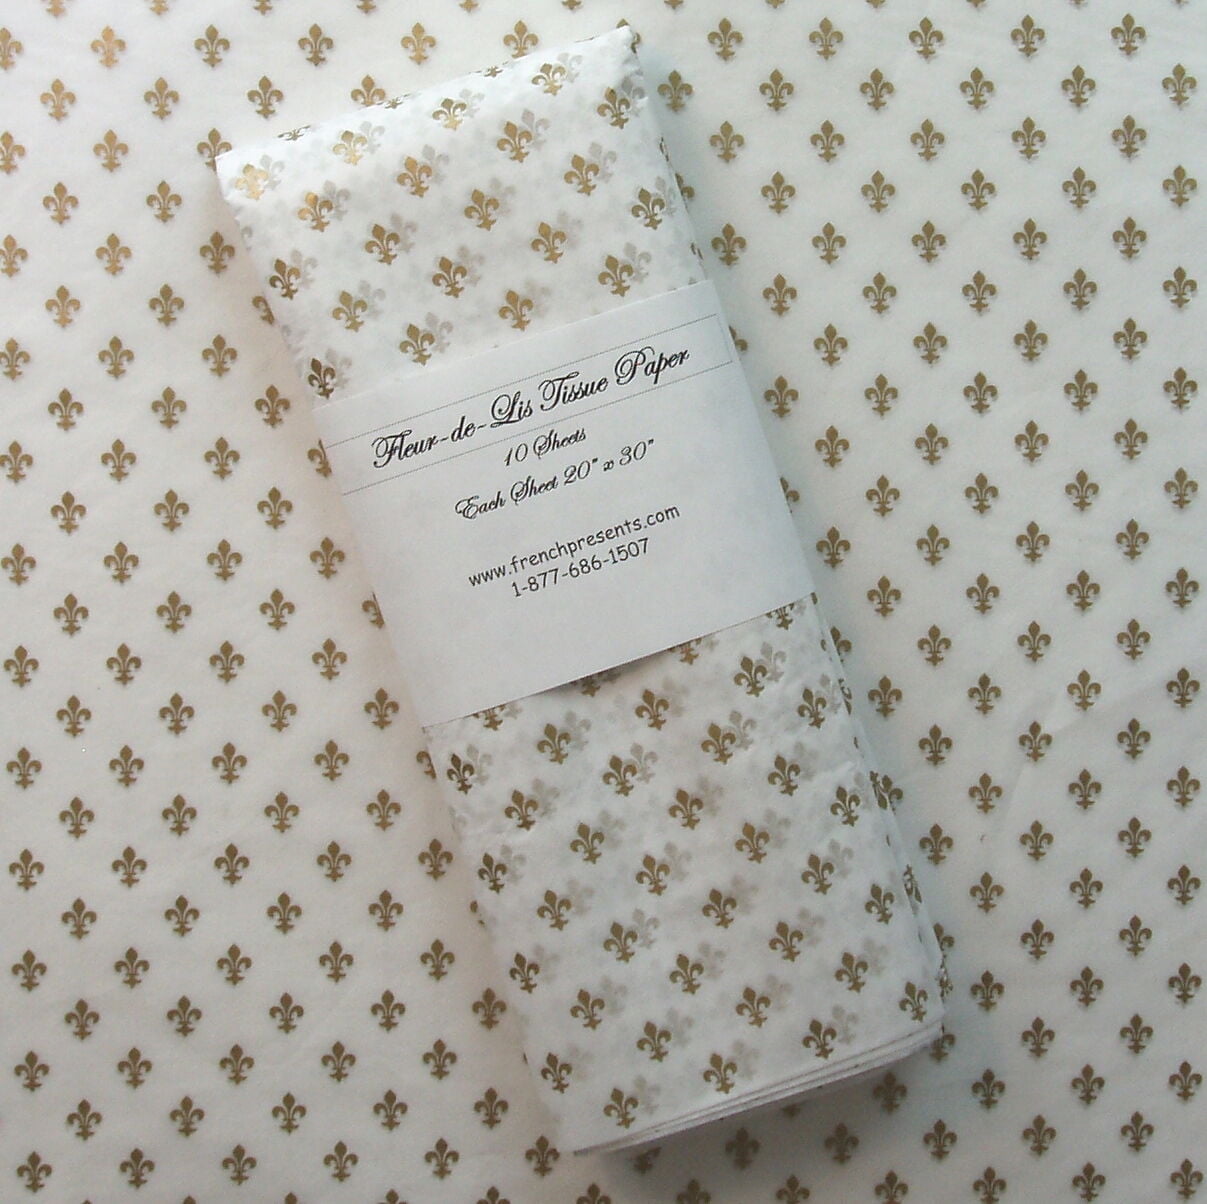 Fleur-de-Lis Tissue Paper
10 Sheets
Each Sheet 20" x 30"
www.frenchpresents.com
1-877-686-1507